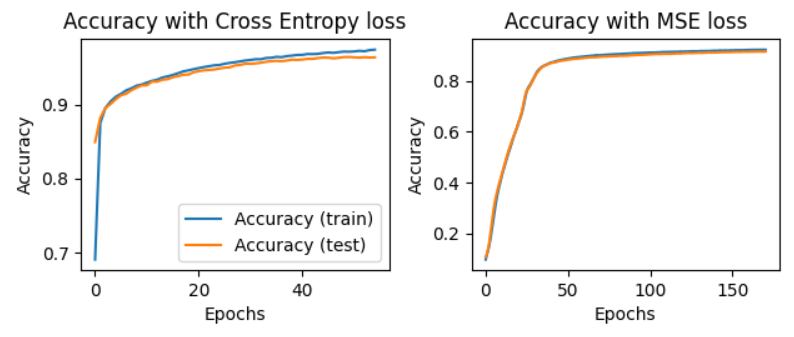 Accuracy with Cross Entropy loss
Accuracy
0.9
0.8
0.7
Accuracy (train)
Accuracy (test)
0
20
40
Epochs
Accuracy with MSE loss
Accuracy
0.8
0.6
0.4
0.2
0
50
100
150
Epochs